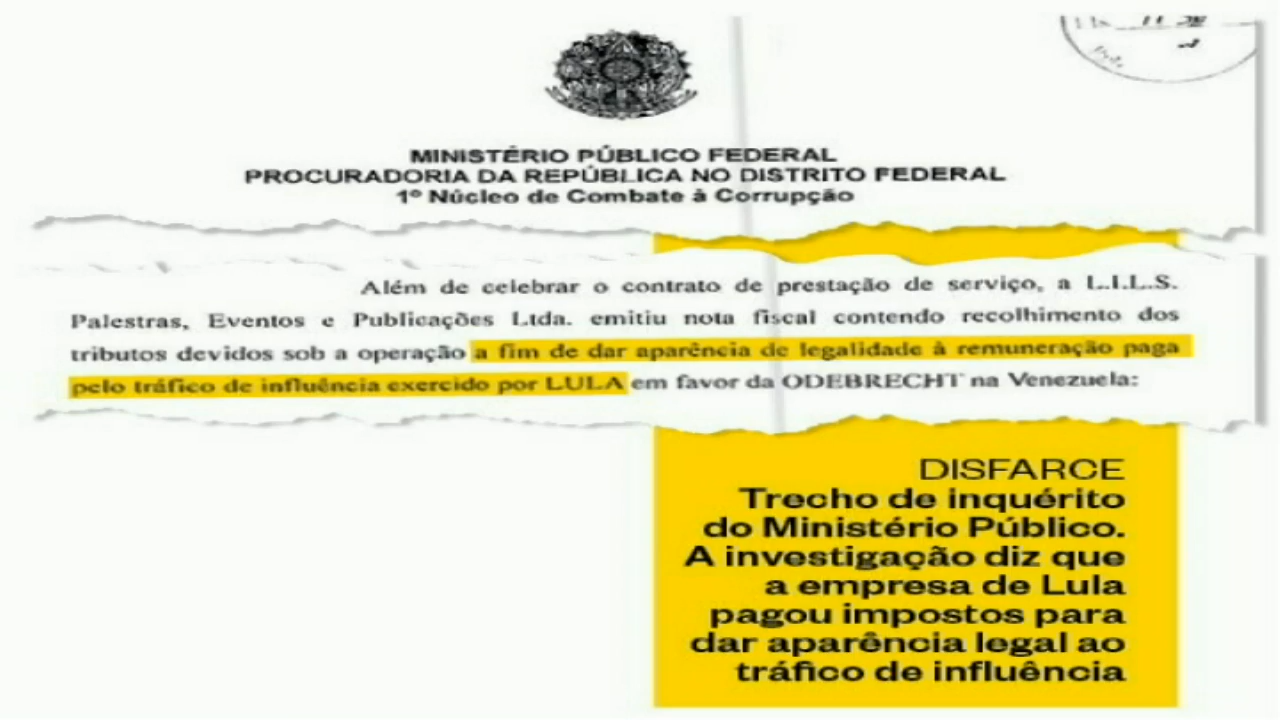 MINISTÉRIO PÚBLICO FEDERAL
PROCURADORIA DA REPÚBLICA NO DISTRITO FEDERAL
1º Núcleo de Combate à Corrupção
Além de celebrar o contrato de prestação de serviço, a L.I.L.S.
Palestras, Eventos e Publicações Ltda. emitiu nota fiscal contendo recolhimento dos
tributos devidos sob a operação a fim de dar aparência de legalidade à remuneração paga
pelo tráfico de influência exercido por LULA em favor da ODEBRECHT na Venezuela:
DISFARCE
Trecho de inquérito
do Ministério Público.
A investigação diz que
a empresa de Lula
pagou impostos para
dar aparência legal ao
tráfico de influência